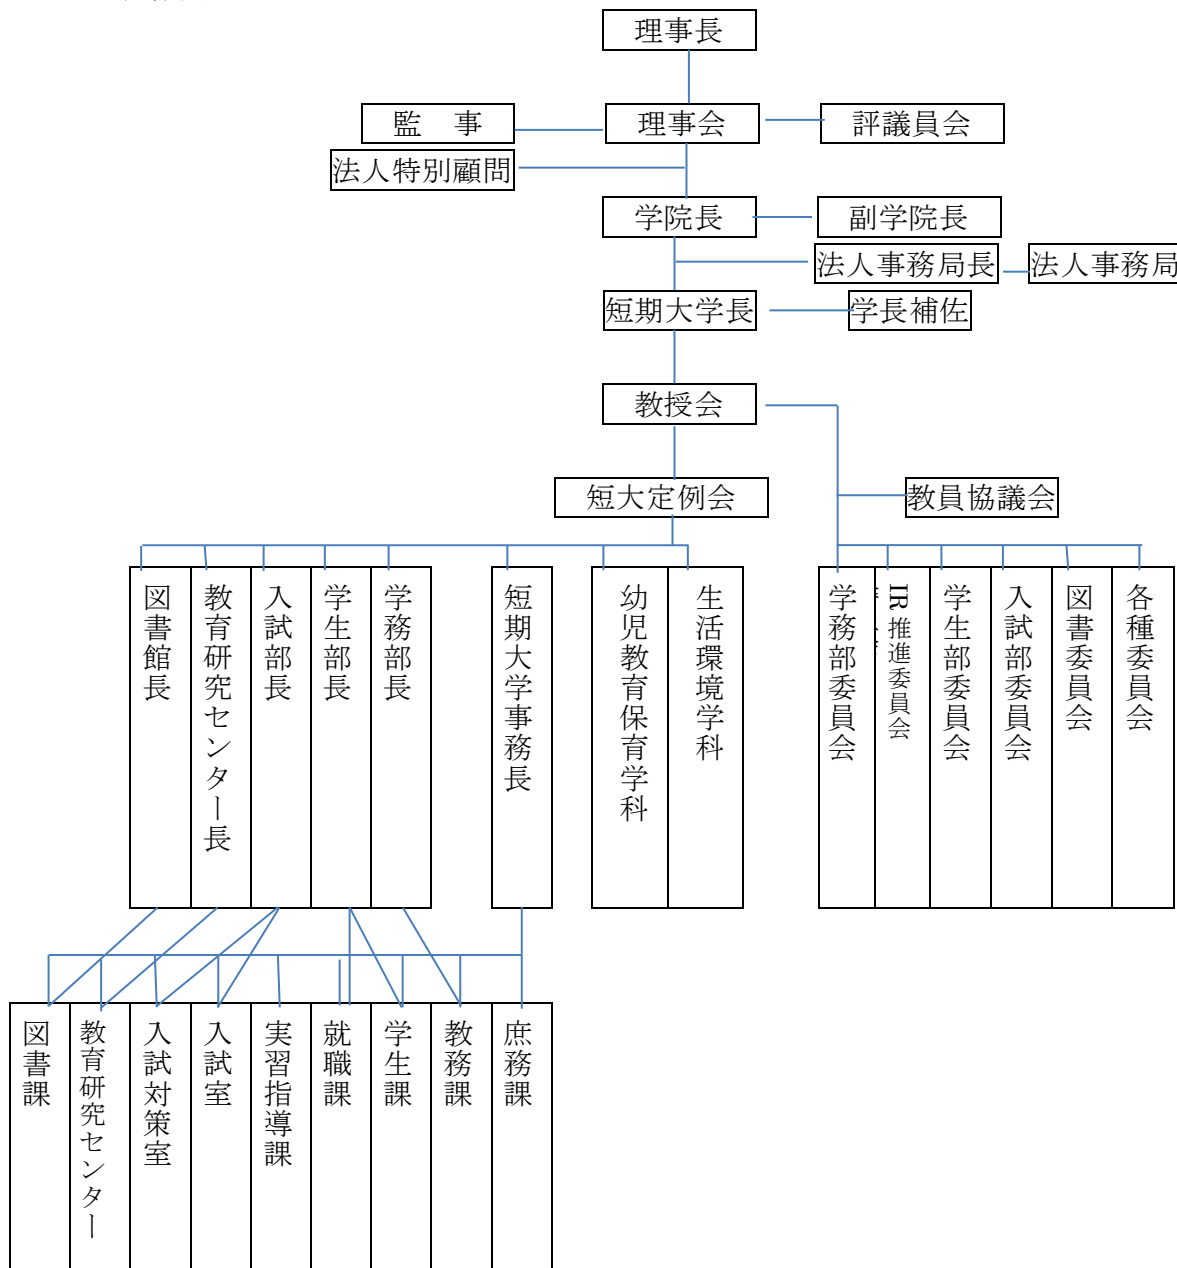 理事長
監　事
理事会
評議員会
法人特別顧問
学院長
副学院長
法人事務局長
法人事務局
短期大学長
学長補佐
教授会
短大定例会
教員協議会
図書館長
教育研究センター長
入試部長
学生部長
学務部長
短期大学事務長
幼児教育保育学科
生活環境学科
学務部委員会
IR推進委員会
学生部委員会
入試部委員会
図書委員会
各種委員会
図書課
教育研究センター
入試対策室
入試室
実習指導課
就職課
学生課
教務課
庶務課